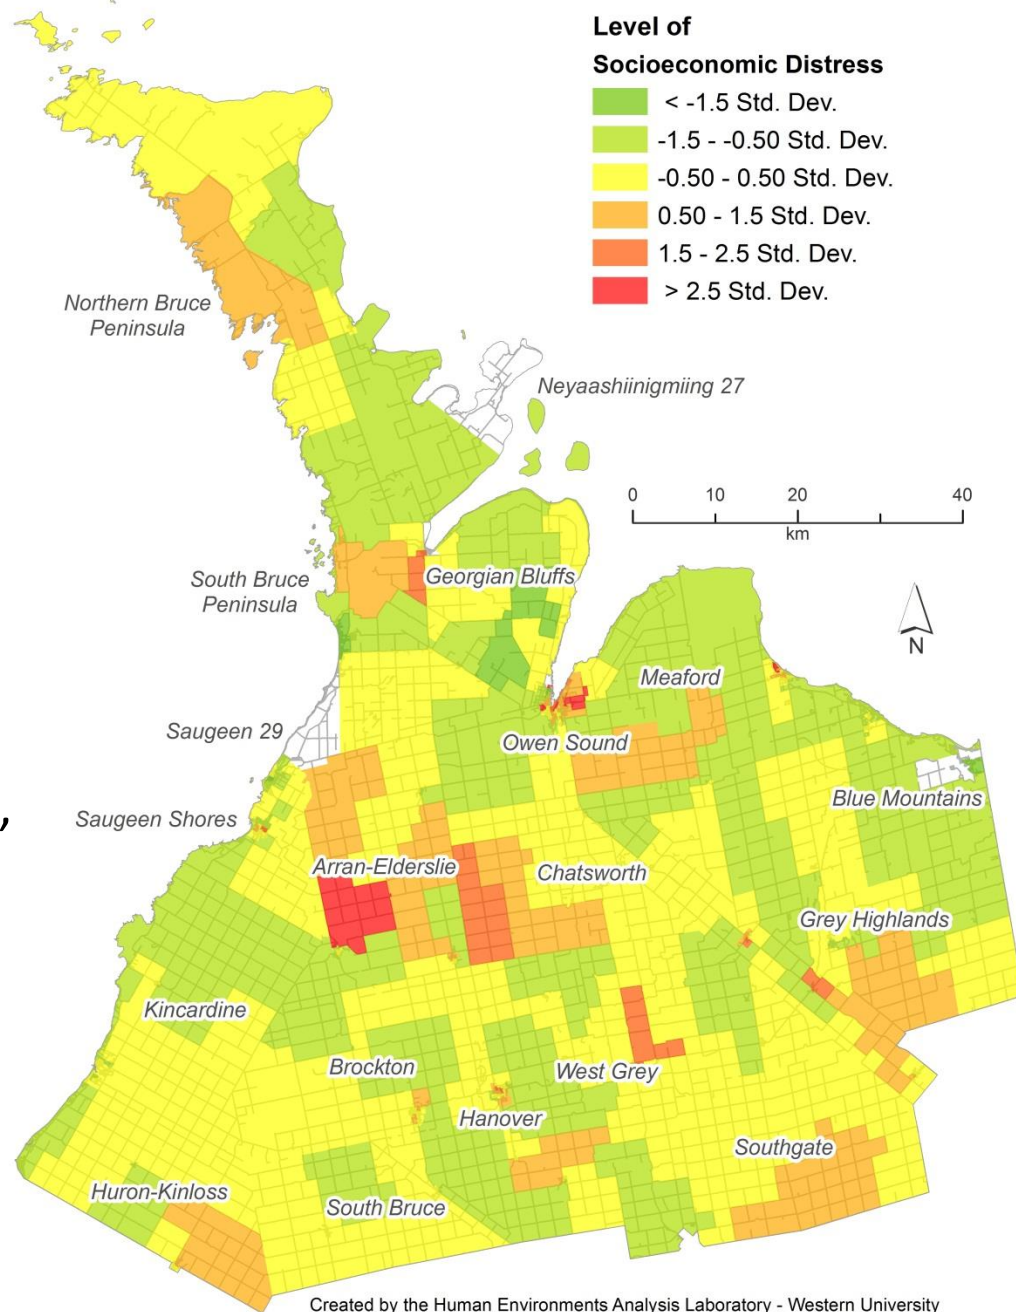 Level of
Socioeconomic Distress
< -1.5 Std. Dev.
-1.5 - -0.50 Std. Dev.
-0.50 - 0.50 Std. Dev.
0.50 - 1.5 Std. Dev.
1.5 - 2.5 Std. Dev.
> 2.5 Std. Dev.
Northern Bruce
Peninsula
Neyaashiinigmiing 27
0 10 20 40
km
South Bruce
Peninsula
Georgian Bluffs
N
Meaford
Saugeen 29
Owen Sound
Blue Mountains
,
Saugeen Shores
Arran-Elderslie
Chatsworth
Grey Highlands
Kincardine
Brockton
West Grey
Hanover
Southgate
Huron-Kinloss
South Bruce
Created by the Human Environments Analysis Laboratory - Western University